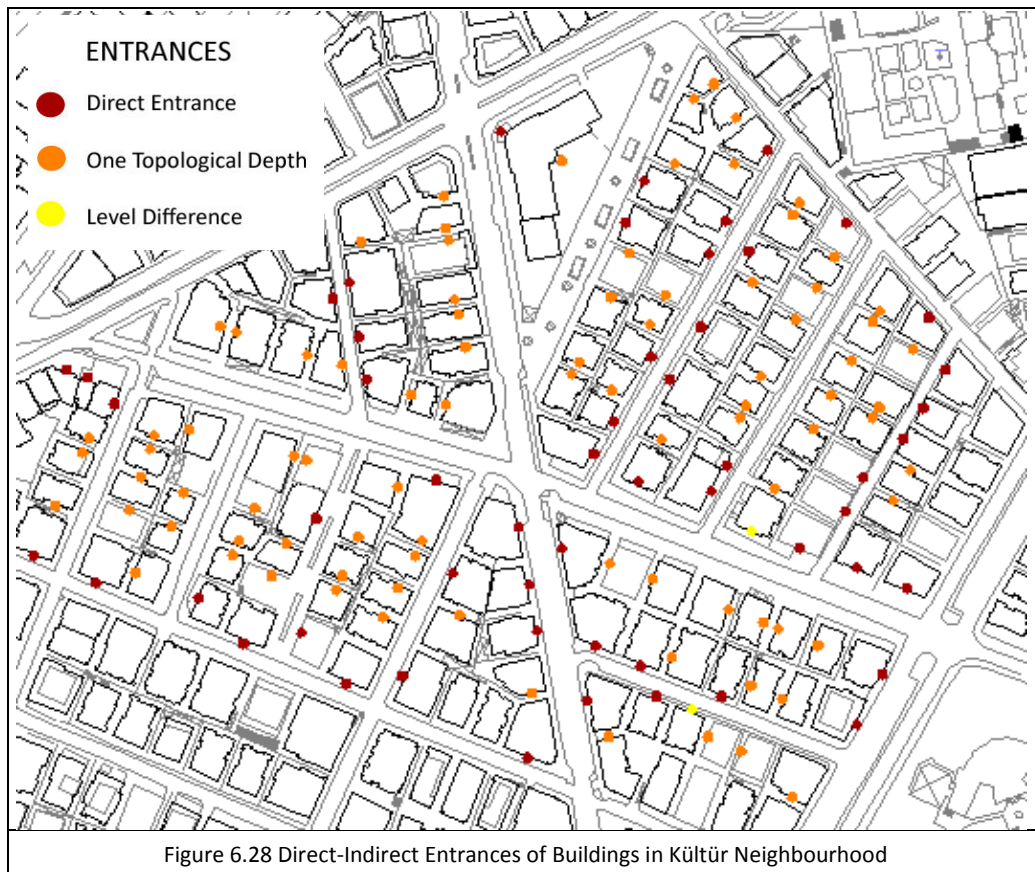 ENTRANCES
Direct Entrance
One Topological Depth
Level Difference
Figure 6.28 Direct-Indirect Entrances of Buildings in Kültür Neighbourhood